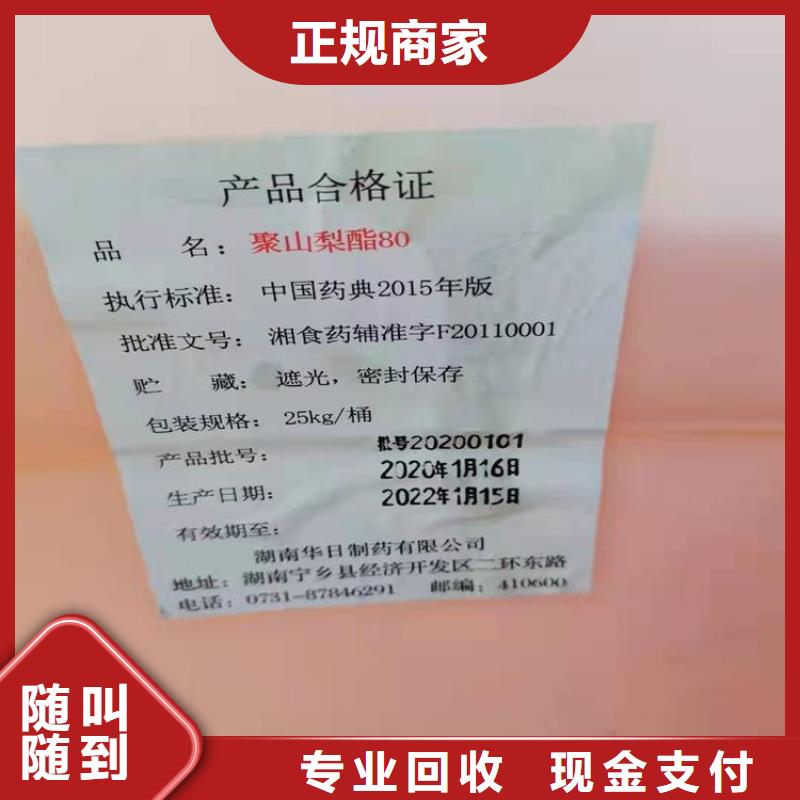 正规商家
产品合格证
品 名：聚山梨酯80
执行标准：中国药典2015年版
批准文号：湘食药辅准字F20110001
贮 藏：遮光，密封保存
包装规格：25kg/桶
产品批号：批号20200101
生产日期：2020年1月16日
有效期至：2022年1月15日
湖南华日制药有限公司
地址：湖南宁乡县经济开发区二环东路
电话：0731-87846291 邮编：410600
随叫
随到
专业回收 现金支付